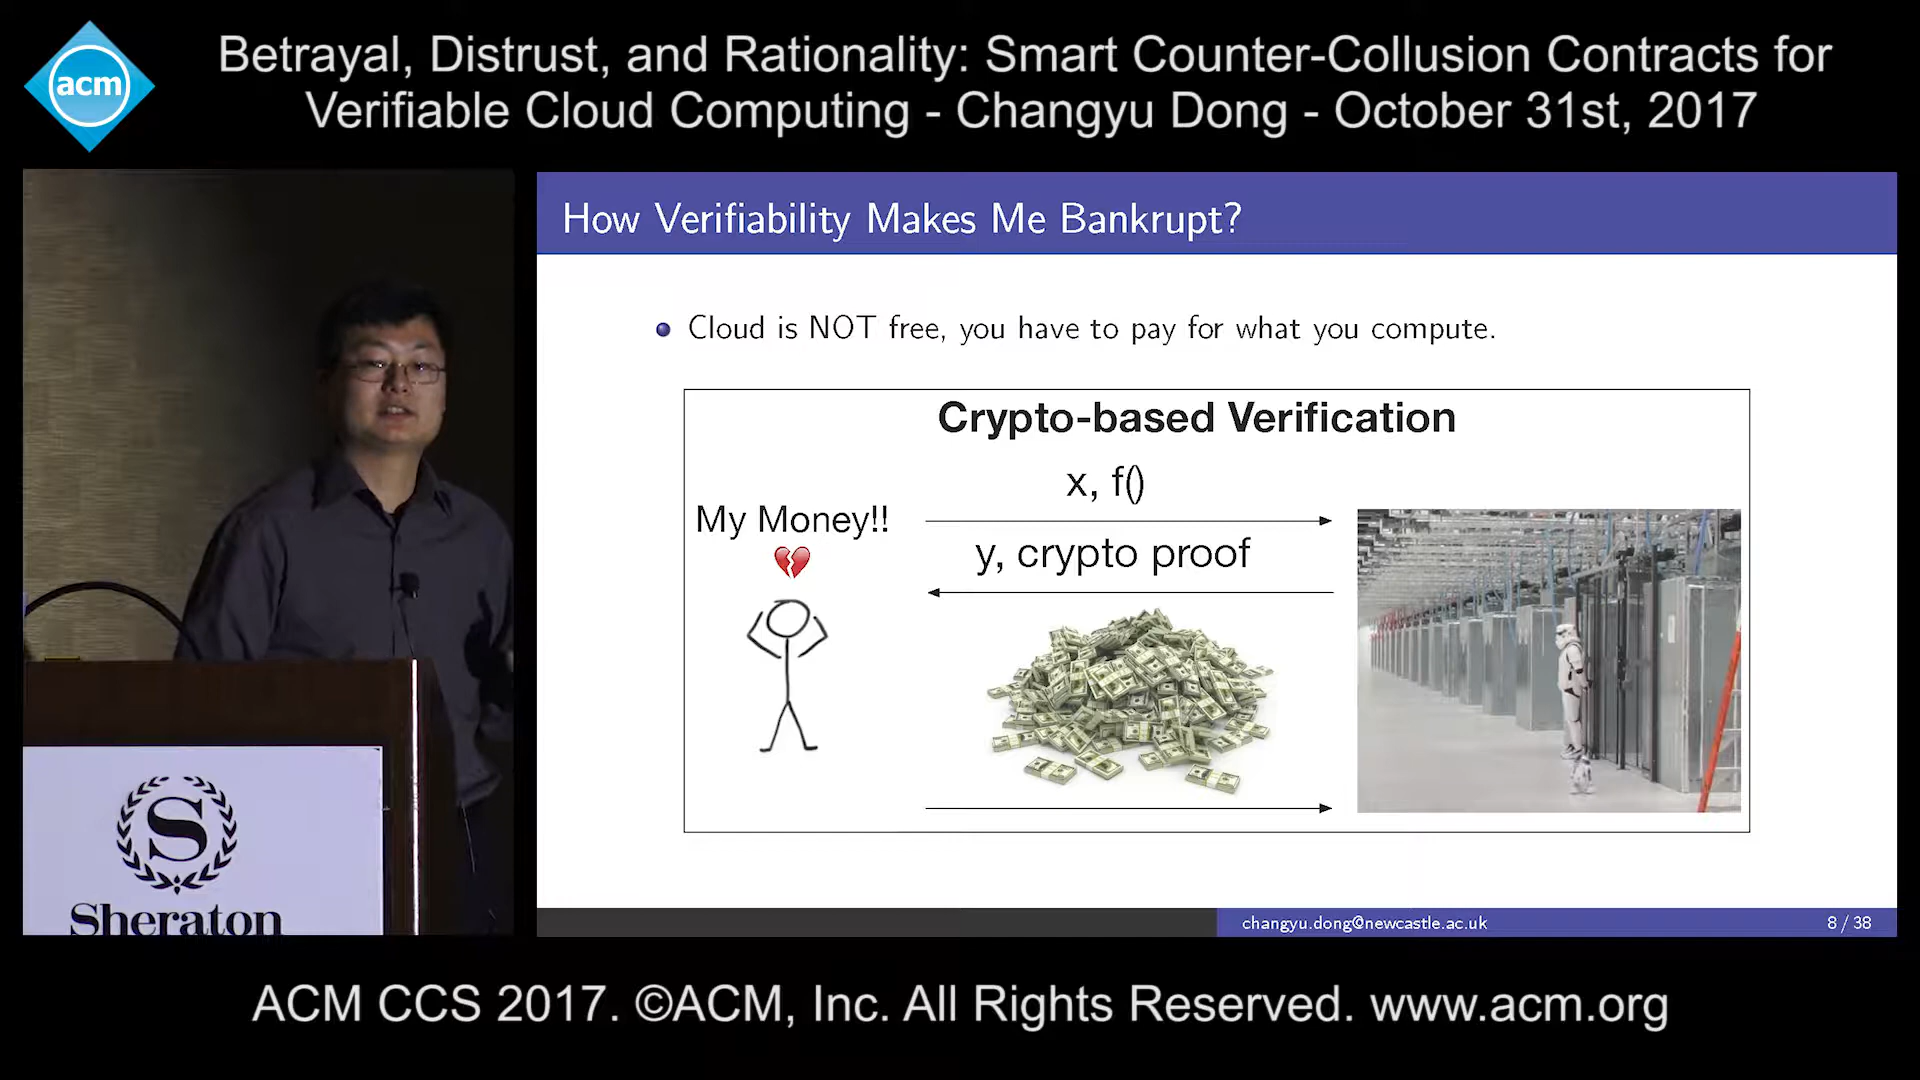 acm
Betrayal, Distrust, and Rationality: Smart Counter-Collusion Contracts for
Verifiable Cloud Computing - Changyu Dong - October 31st, 2017
How Verifiability Makes Me Bankrupt?
Cloud is NOT free, you have to pay for what you compute.
Crypto-based Verification
x, f()
My Money!!
y, crypto proof
S
Sheraton
changyu.dong@newcastle.ac.uk
8 / 38
ACM CCS 2017. ©ACM, Inc. All Rights Reserved. www.acm.org